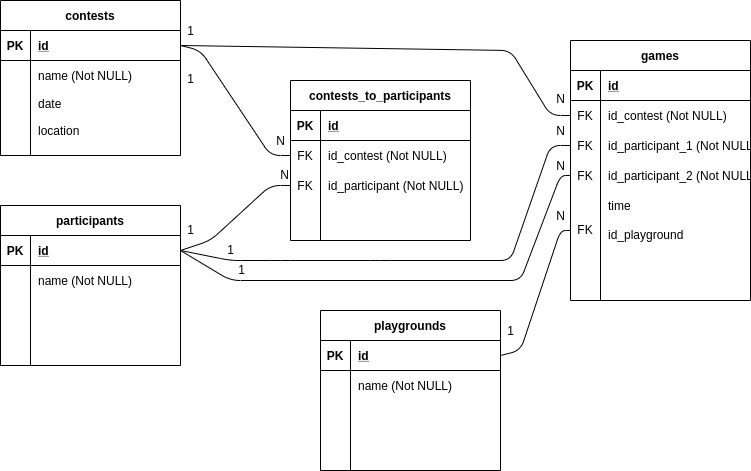 contests
PK id
name (Not NULL)
date
location
1
1
contests_to_participants
PK id
N FK id_contest (Not NULL)
N FK id_participant (Not NULL)
games
PK id
N FK id_contest (Not NULL)
N FK id_participant_1 (Not NULL
N FK id_participant_2 (Not NULL
time
N FK id_playground
participants
PK id
name (Not NULL)
1
1
1
playgrounds
PK id
name (Not NULL)
1